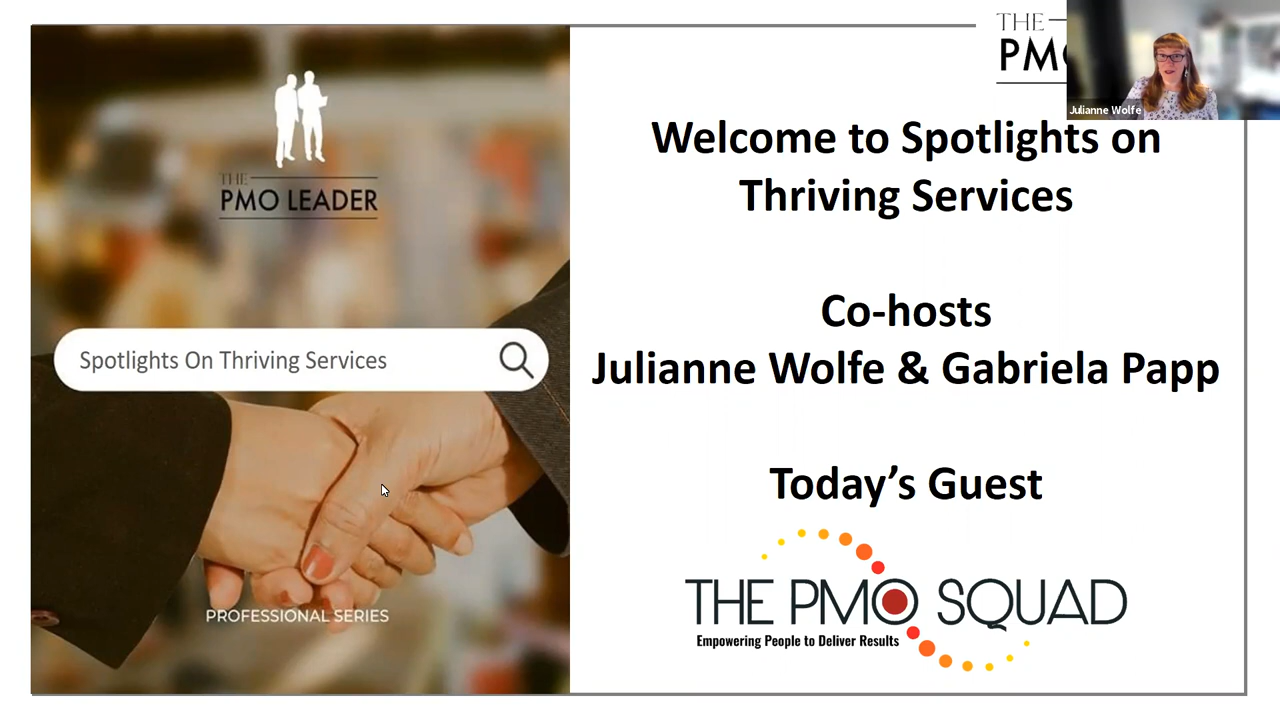 THE
PMO LEADER
Spotlights On Thriving Services
PROFESSIONAL SERIES
THE
Julianne Wolfe
Welcome to Spotlights on
Thriving Services
Co-hosts
Julianne Wolfe & Gabriela Papp
Today’s Guest
THE PMO SQUAD
Empowering People to Deliver Results